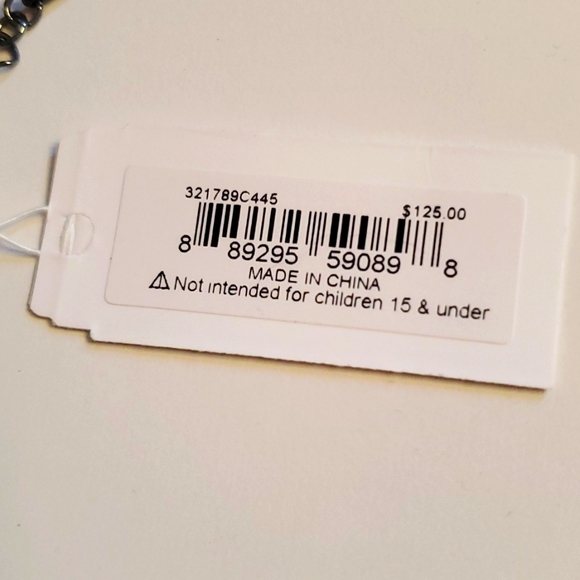 321789C445
$125.00
8 89295 59089 8
MADE IN CHINA
⚠ Not intended for children 15 & under